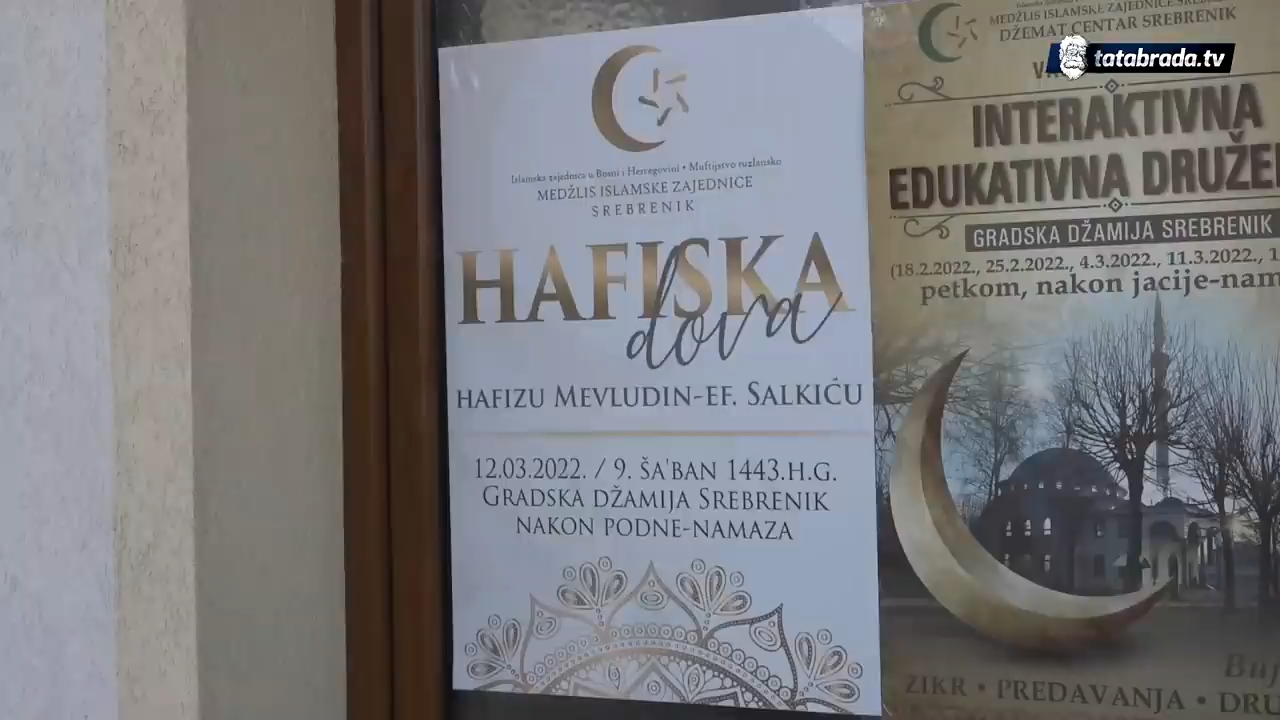 Islamska zajednica u Bosni i Hercegovini • Muftijstvo tuzlansko
MEDŽLIS ISLAMSKE ZAJEDNICE
SREBRENIK
HAFISKA
dova
HAFIZU MEVLUDIN-EF. SALKIĆU
12.03.2022. / 9. ŠA'BAN 1443.H.G.
GRADSKA DŽAMIJA SREBRENIK
NAKON PODNE-NAMAZA
MEDŽLIS ISLAMSKE ZAJEDNICE
DŽEMAT CENTAR SREBRENIK
tatabrada.tv
INTERAKTIVNA
EDUKATIVNA DRUŽE
GRADSKA DŽAMIJA SREBRENIK
(18.2.2022., 25.2.2022., 4.3.2022., 11.3.2022., 1
petkom, nakon jacije-nam
ZIKR • PREDAVANJA • DRU